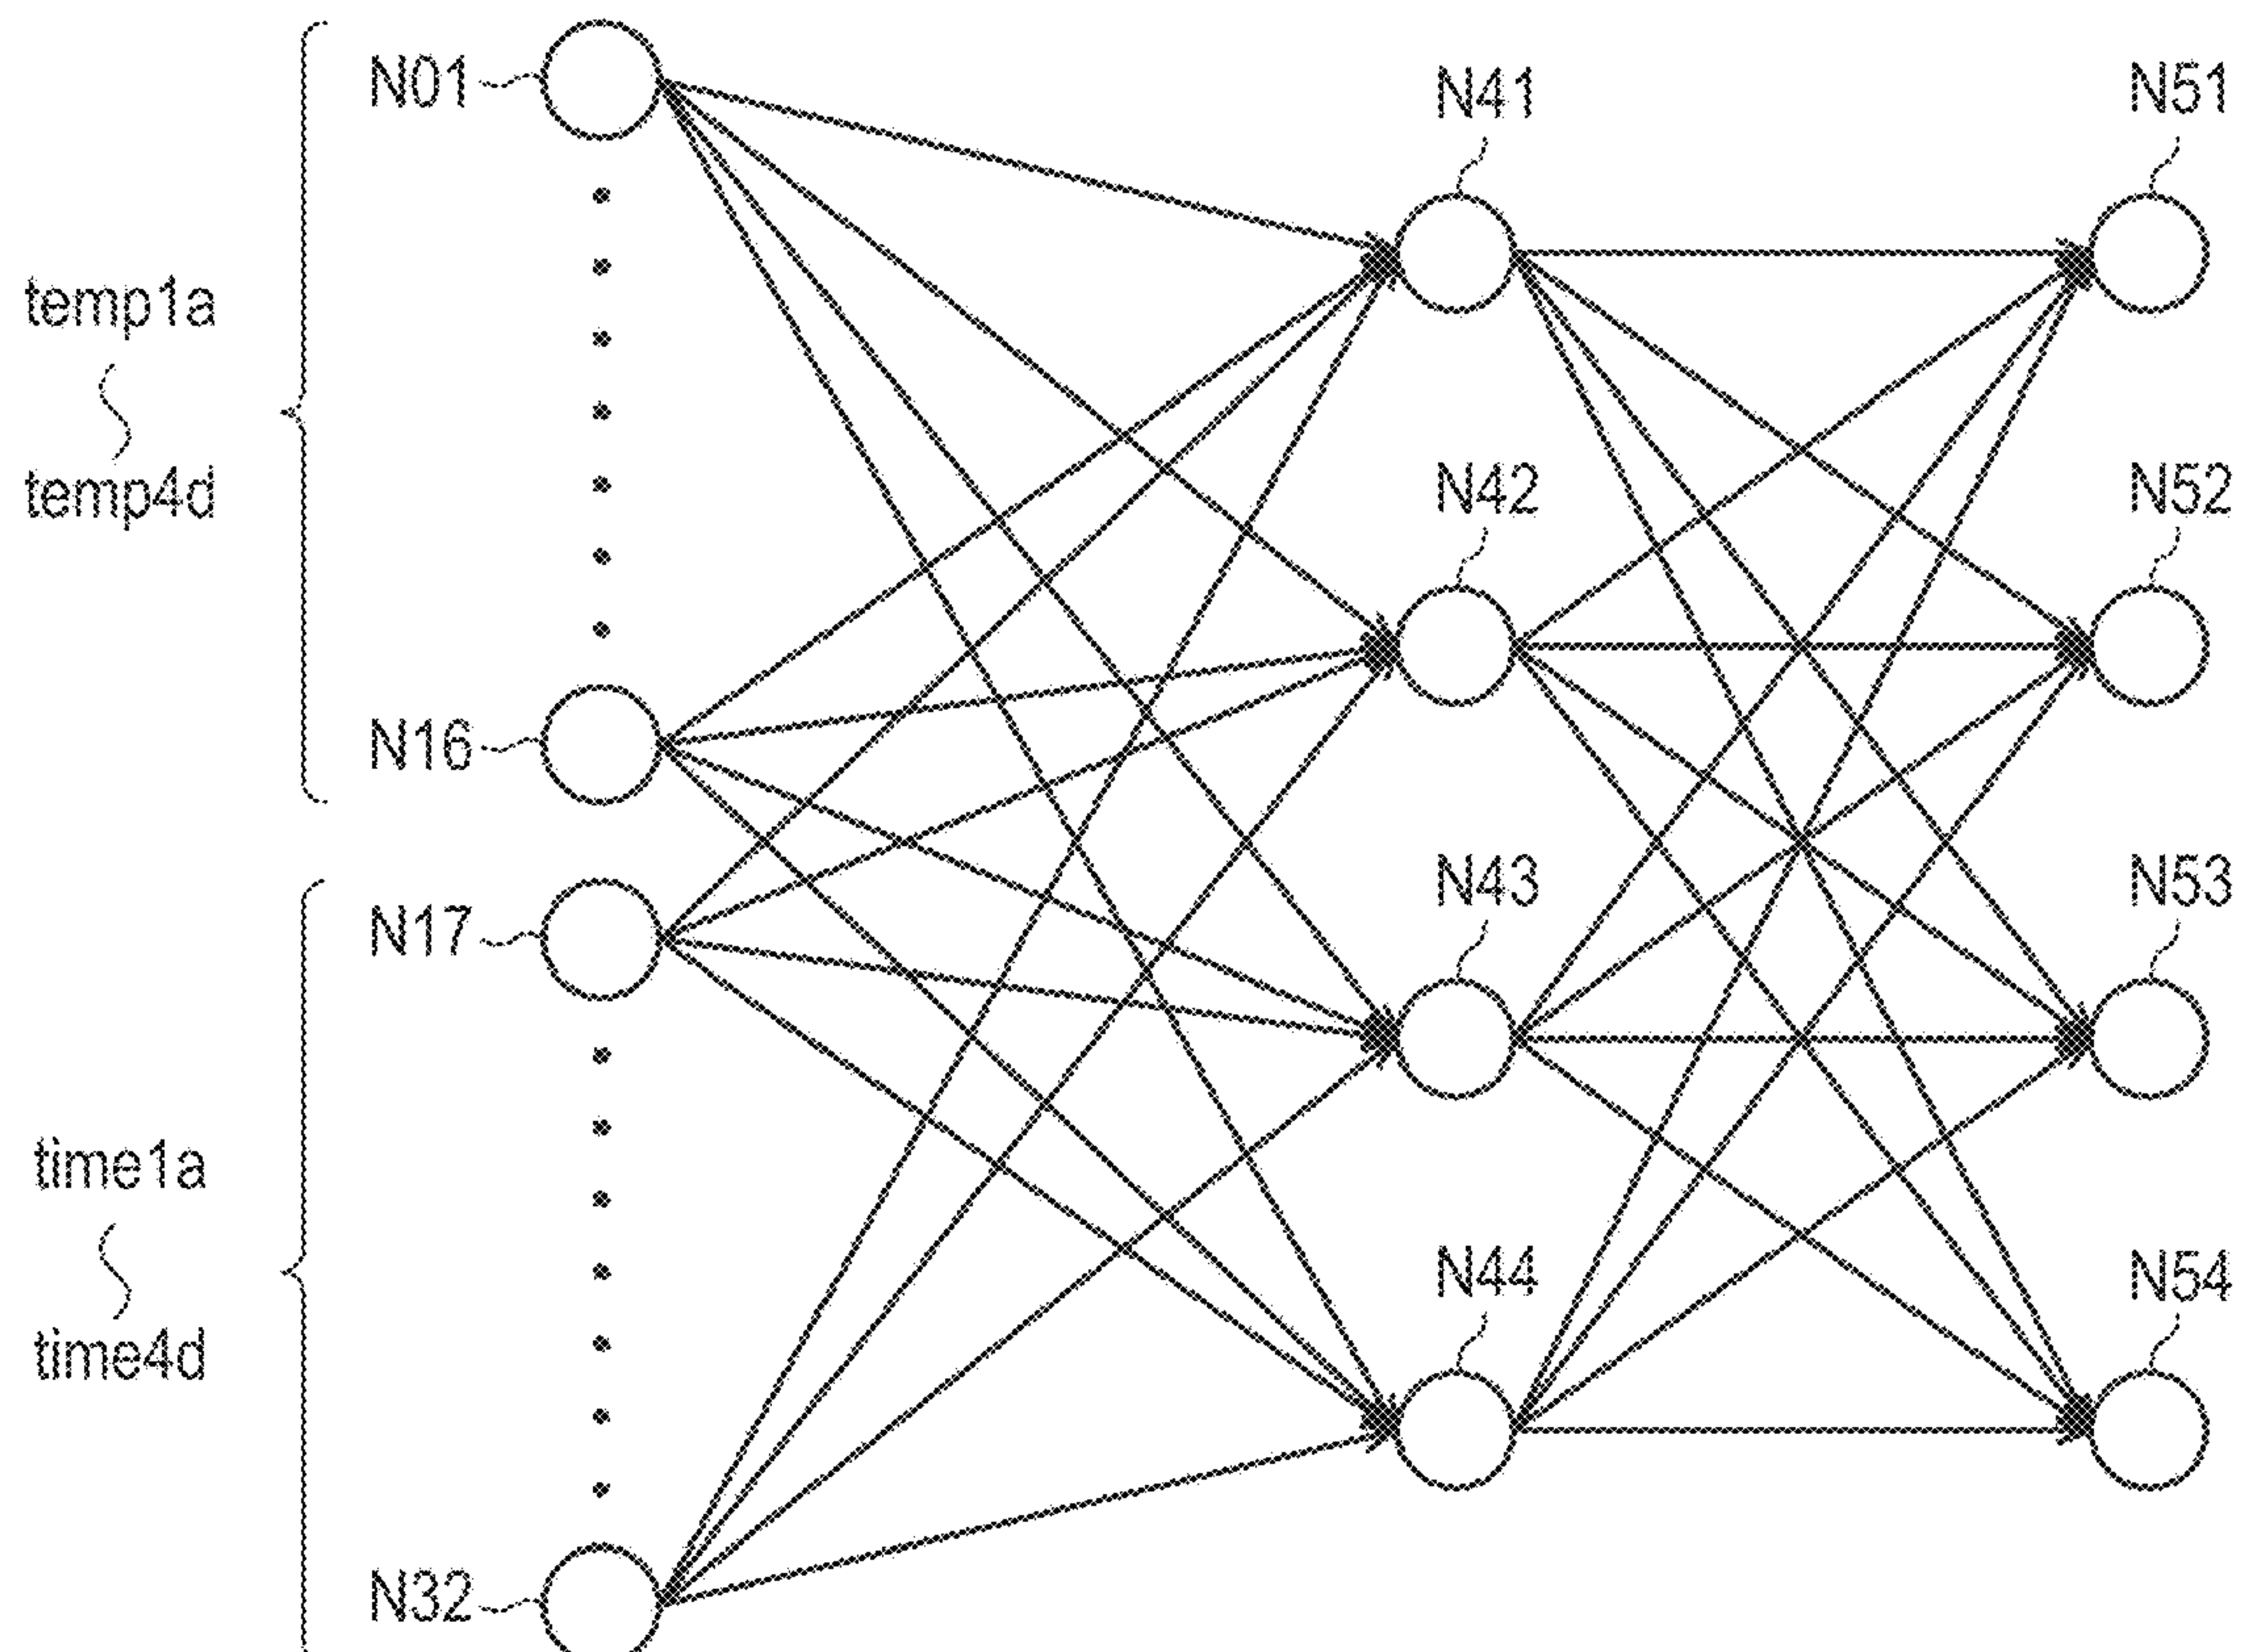 N01
N41
N51
temp1a
temp4d
N42
N52
N16
N17
N43
N53
time1a
time4d
N44
N54
N32